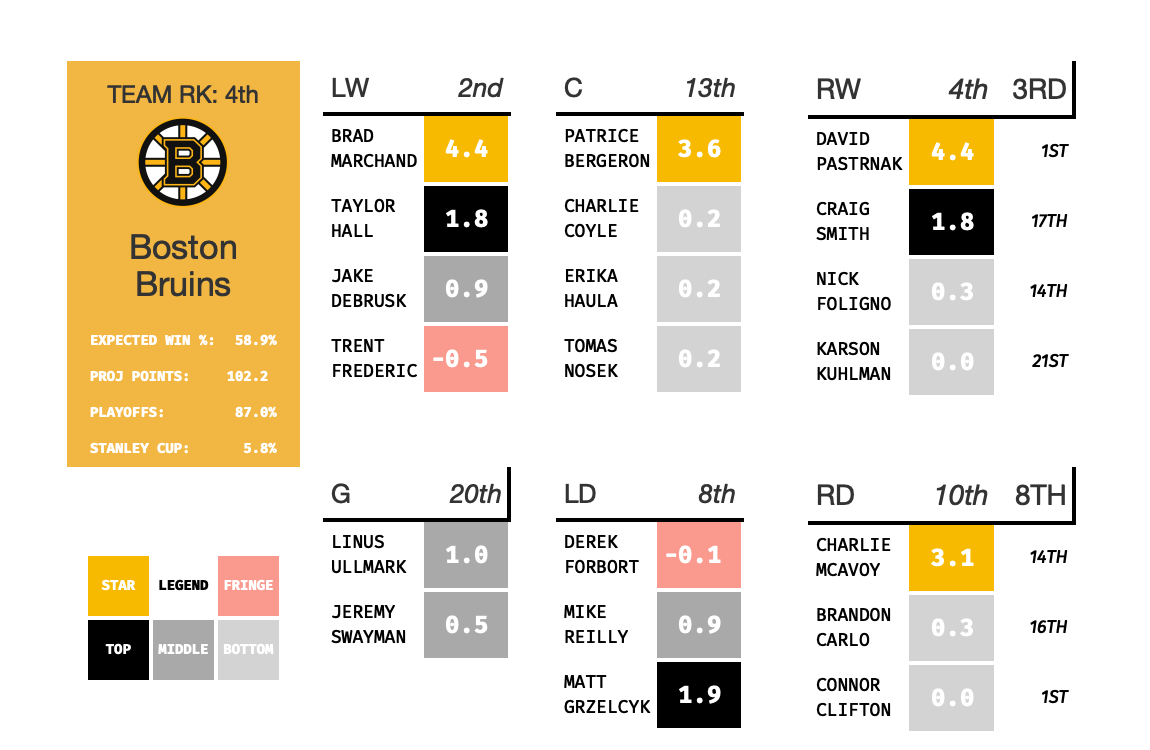 TEAM RK: 4th
B
Boston
Bruins
EXPECTED WIN %: 58.9%
PROJ POINTS: 102.2
PLAYOFFS: 87.0%
STANLEY CUP: 5.8%
LW 2nd
BRAD
MARCHAND 4.4
TAYLOR
HALL 1.8
JAKE
DEBRUSK 0.9
TRENT
FREDERIC -0.5
C 13th
PATRICE
BERGERON 3.6
CHARLIE
COYLE 0.2
ERIKA
HAULA 0.2
TOMAS
NOSEK 0.2
RW 4th 3RD
DAVID
PASTRNAK 4.4 1ST
CRAIG
SMITH 1.8 17TH
NICK
FOLIGNO 0.3 14TH
KARSON
KUHLMAN 0.0 21ST
G 20th
LINUS
ULLMARK 1.0
JEREMY
SWAYMAN 0.5
LD 8th
DEREK
FORBORT -0.1
MIKE
REILLY 0.9
MATT
GRZELCYK 1.9
RD 10th 8TH
CHARLIE
MCAVOY 3.1 14TH
BRANDON
CARLO 0.3 16TH
CONNOR
CLIFTON 0.0 1ST
STAR LEGEND FRINGE
TOP MIDDLE BOTTOM